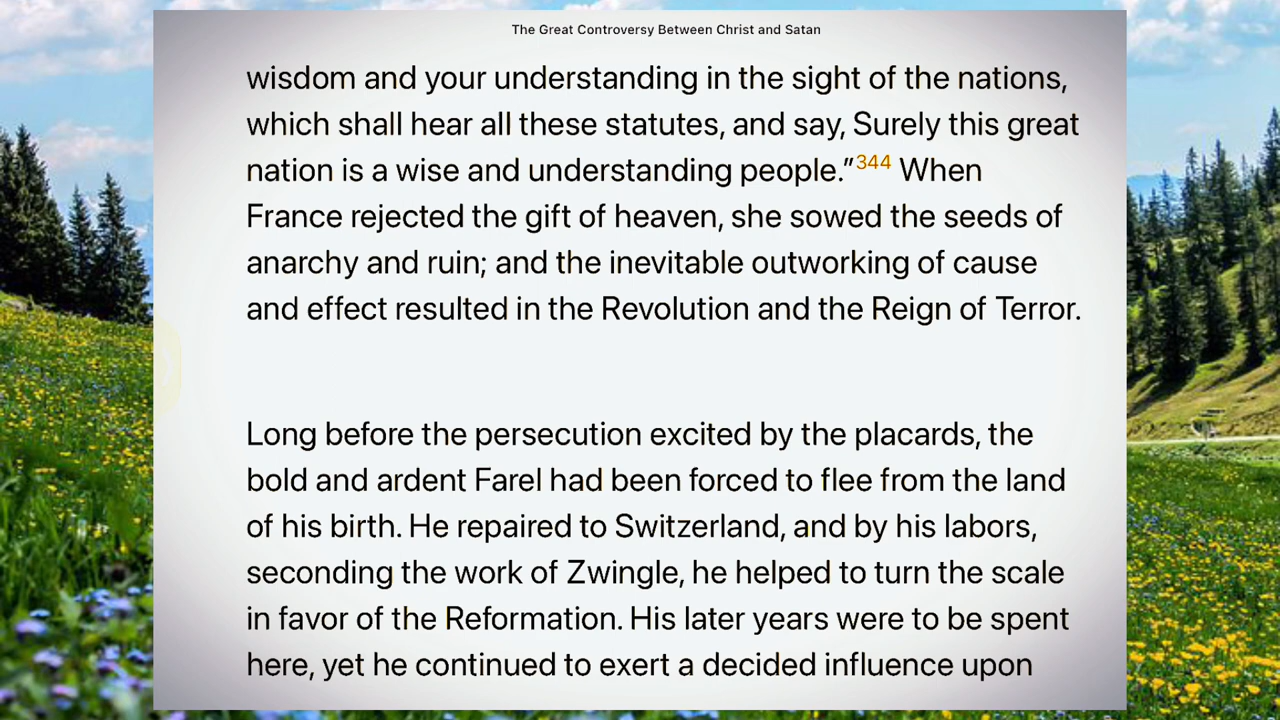 The Great Controversy Between Christ and Satan
wisdom and your understanding in the sight of the nations,
which shall hear all these statutes, and say, Surely this great
nation is a wise and understanding people.”344 When
France rejected the gift of heaven, she sowed the seeds of
anarchy and ruin; and the inevitable outworking of cause
and effect resulted in the Revolution and the Reign of Terror.
Long before the persecution excited by the placards, the
bold and ardent Farel had been forced to flee from the land
of his birth. He repaired to Switzerland, and by his labors,
seconding the work of Zwingle, he helped to turn the scale
in favor of the Reformation. His later years were to be spent
here, yet he continued to exert a decided influence upon